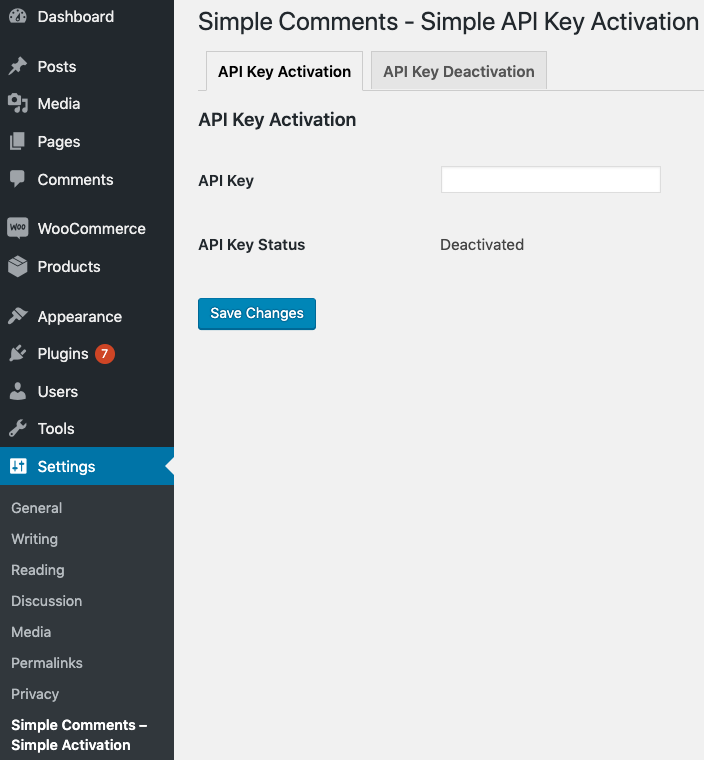 Dashboard
Posts
Media
Pages
Comments
Woo WooCommerce
Products
Appearance
Plugins 7
Users
Tools
Settings
General
Writing
Reading
Discussion
Media
Permalinks
Privacy
Simple Comments –
Simple Activation
Simple Comments - Simple API Key Activation
API Key Activation API Key Deactivation
API Key Activation
API Key
API Key Status Deactivated
Save Changes